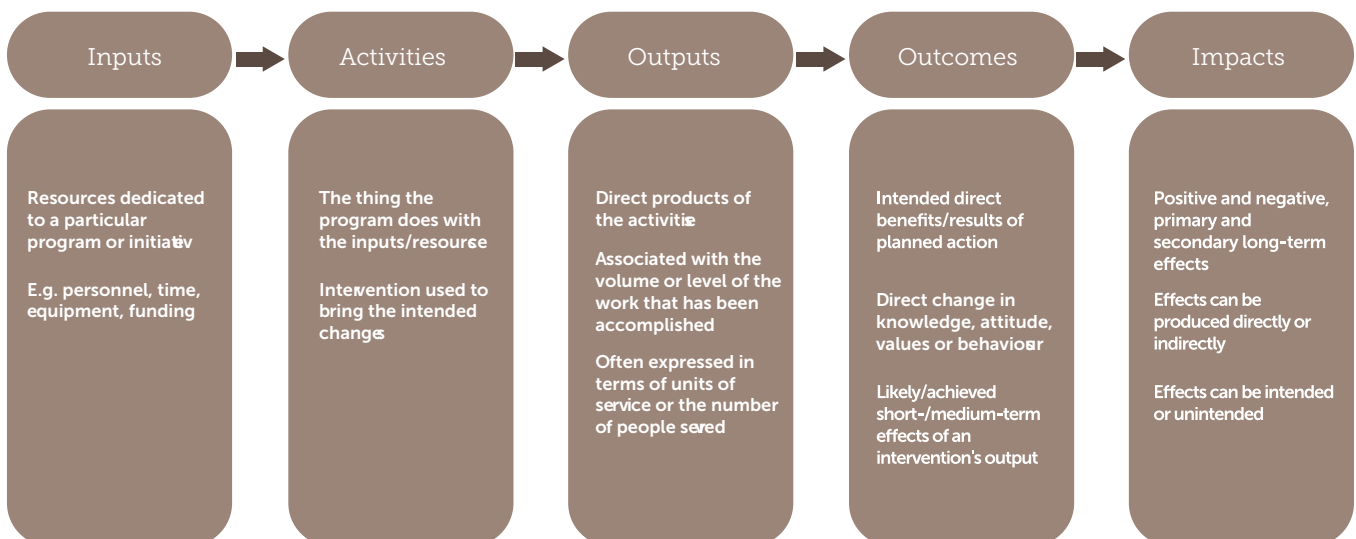 Inputs
Activities
Outputs
Outcomes
Impacts
Resources dedicated
to a particular
program or initiativ
E.g. personnel, time,
equipment, funding
The thing the
program does with
the inputs/resource
Intervention used to
bring the intended
changes
Direct products of
the activitie
Associated with the
volume or level of the
work that has been
accomplished
Often expressed in
terms of units of
service or the number
of people served
Intended direct
benefits/results of
planned action
Direct change in
knowledge, attitude,
values or behaviour
Likely/achieved
short-/medium-term
effects of an
intervention's output
Positive and negative,
primary and
secondary long-term
effects
Effects can be
produced directly or
indirectly
Effects can be intended
or unintended